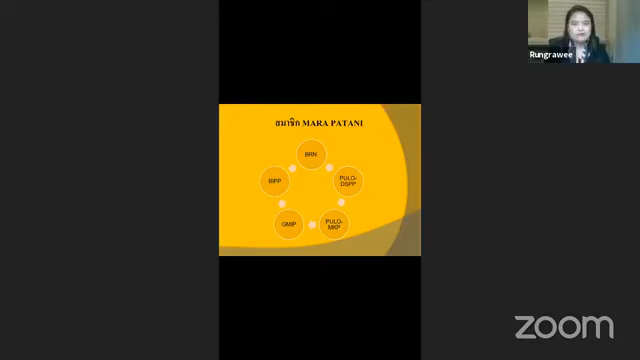 Rungrawee
สมาชิก MARA PATANI
BRN
PULO-
DSPP
PULO-
MKP
GMIP
BIPP
zoom